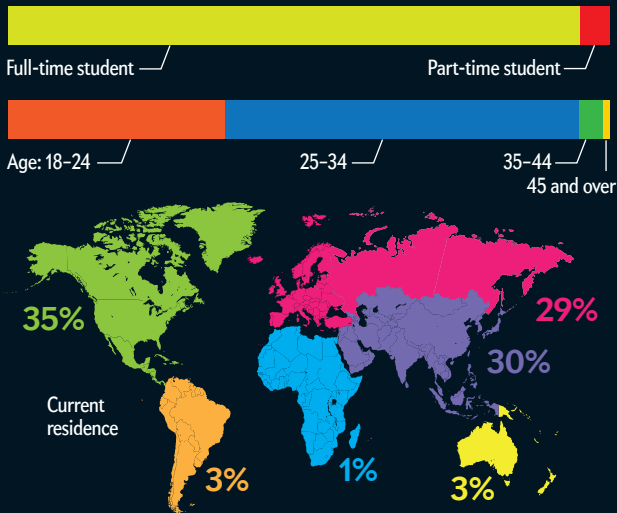 Full-time student
Part-time student
Age: 18–24
25–34
35–44
45 and over
35%
29%
30%
Current
residence
3%
1%
3%